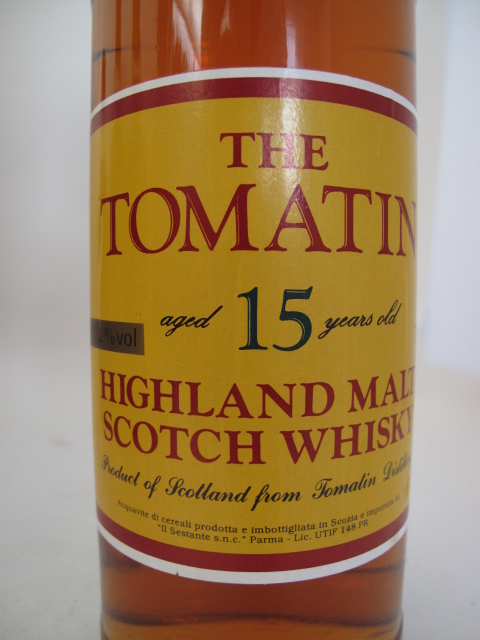 THE
TOMATIN
aged 15 years old
% vol
HIGHLAND MALT
SCOTCH WHISKY
Product of Scotland from Tomatin
Acquavite di cereali prodotta e imbottigliata in Scozia e importata da
"Il Sestante s.n.c." Parma - Lic. UTIF 148 PR